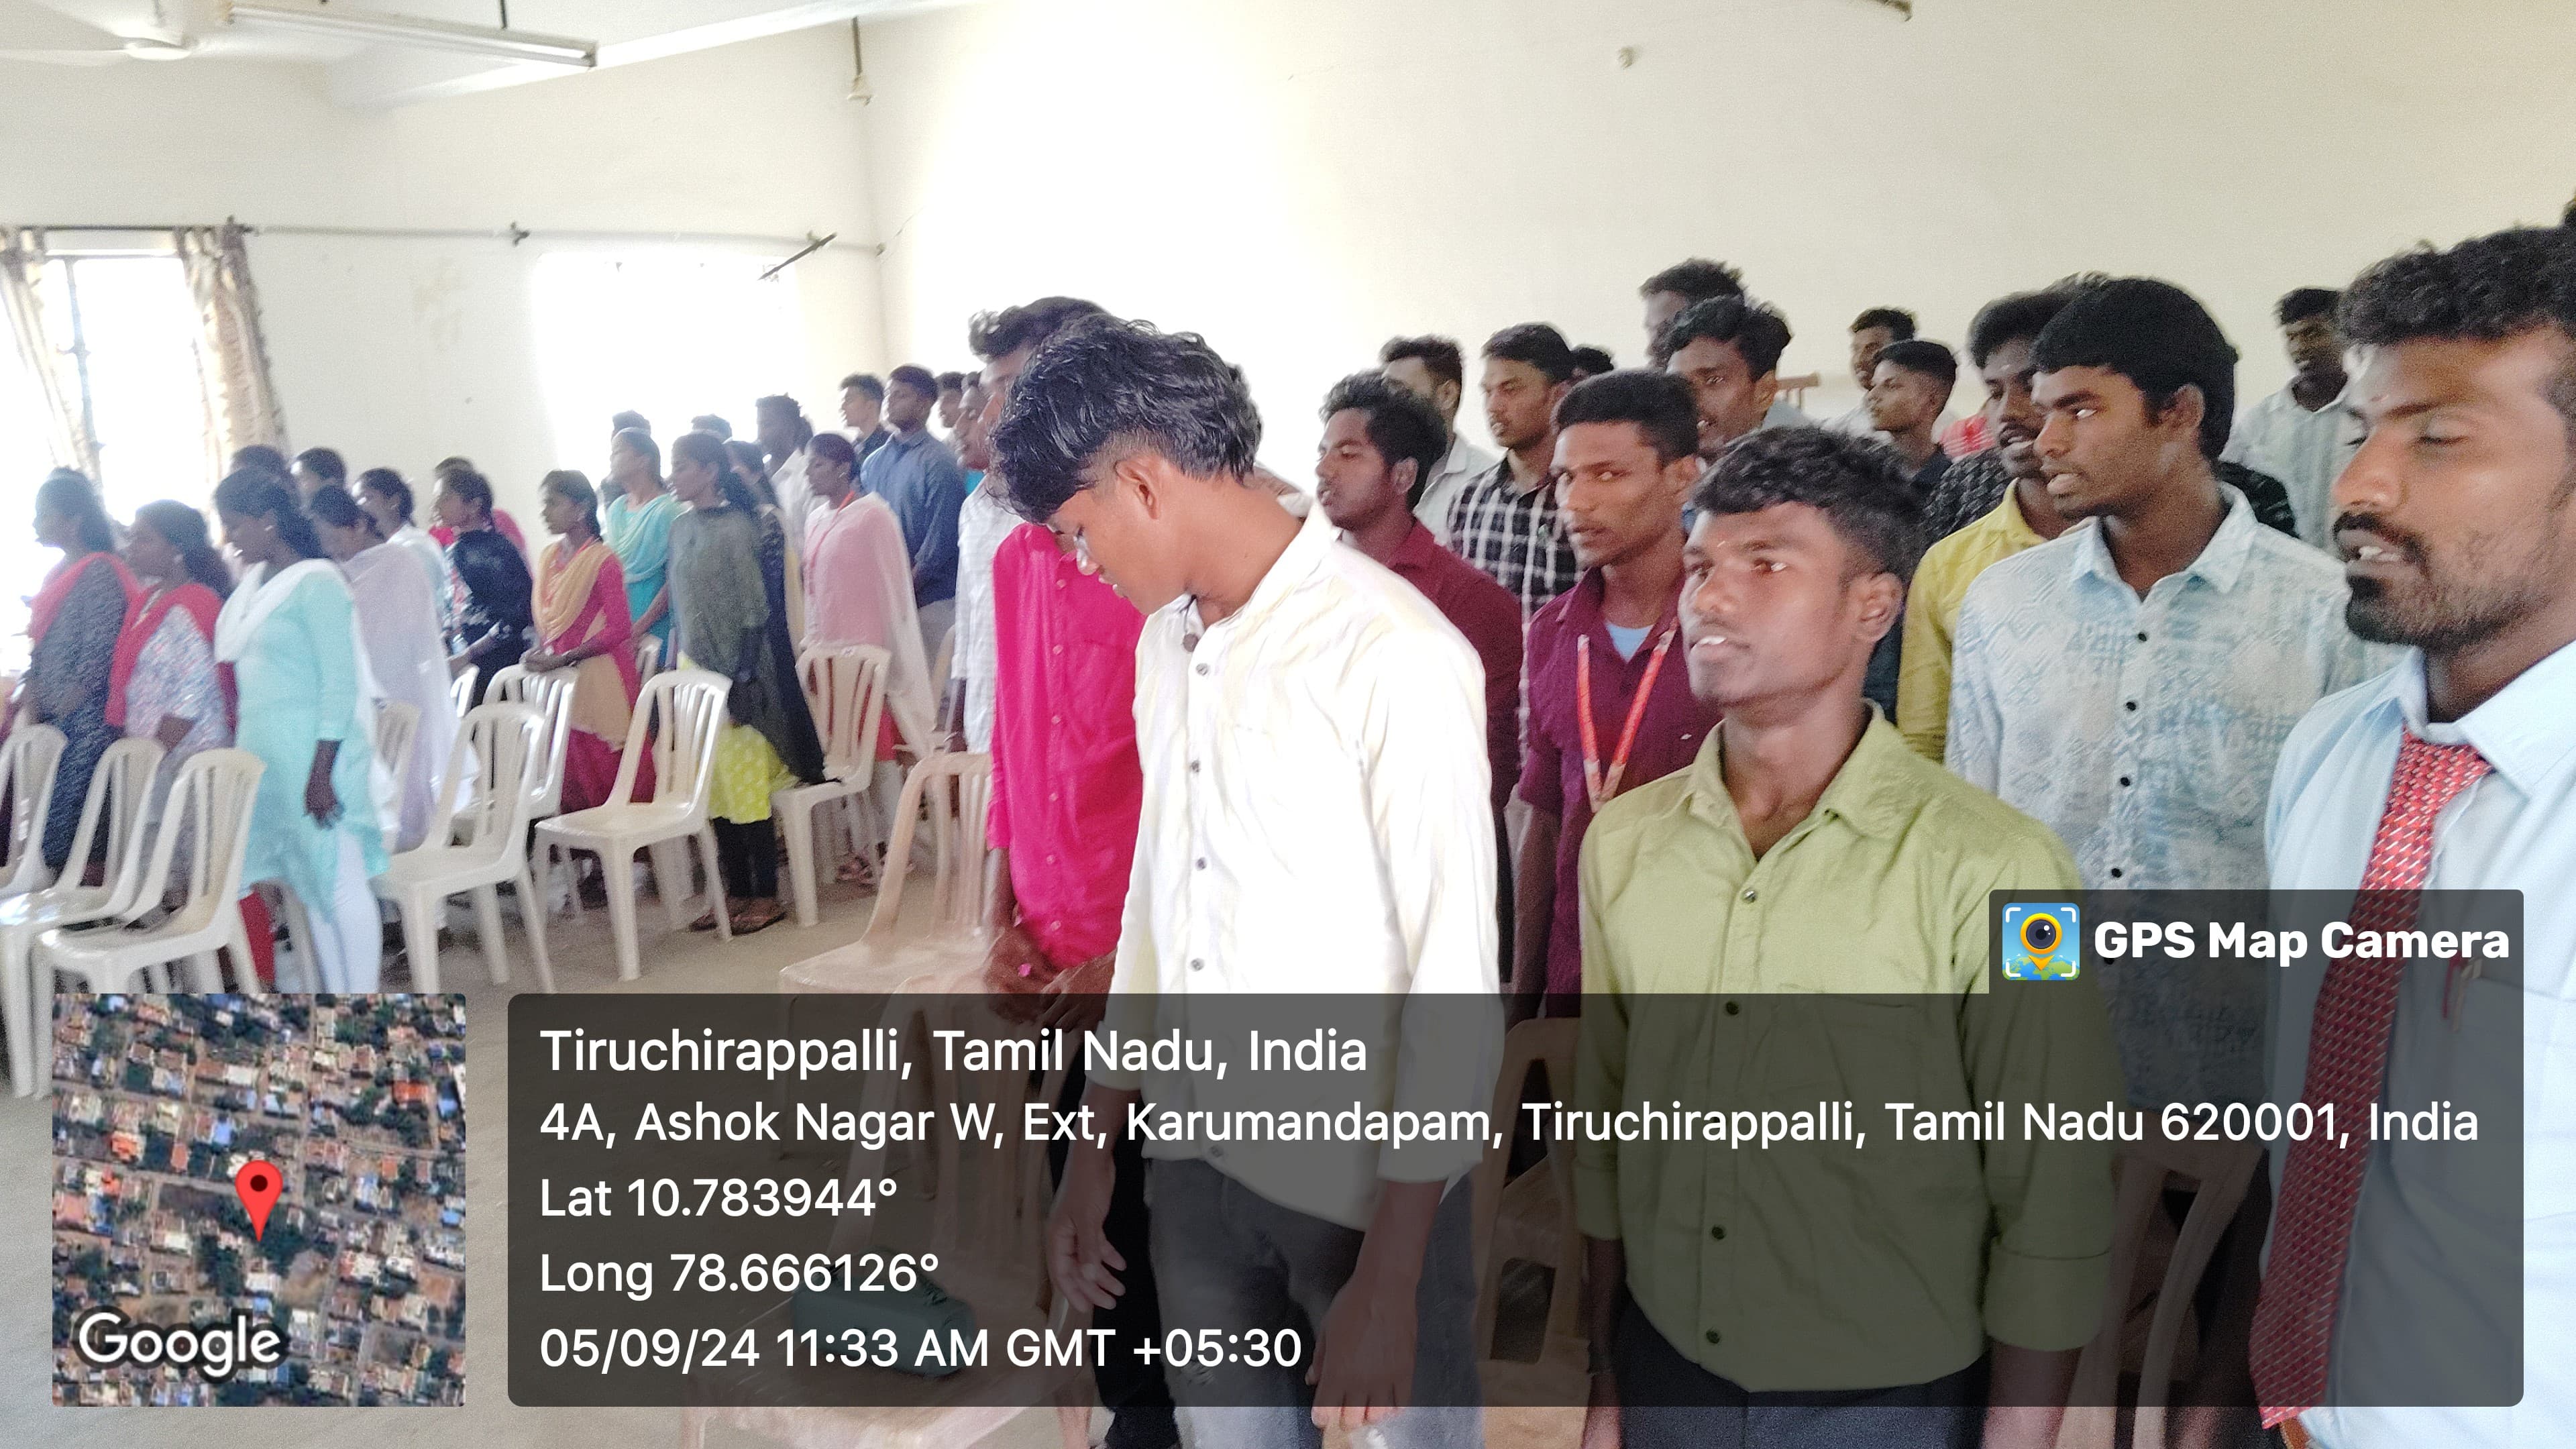 GPS Map Camera
Tiruchirappalli, Tamil Nadu, India
4A, Ashok Nagar W, Ext, Karumandapam, Tiruchirappalli, Tamil Nadu 620001, India
Lat 10.783944°
Long 78.666126°
05/09/24 11:33 AM GMT +05:30
Google